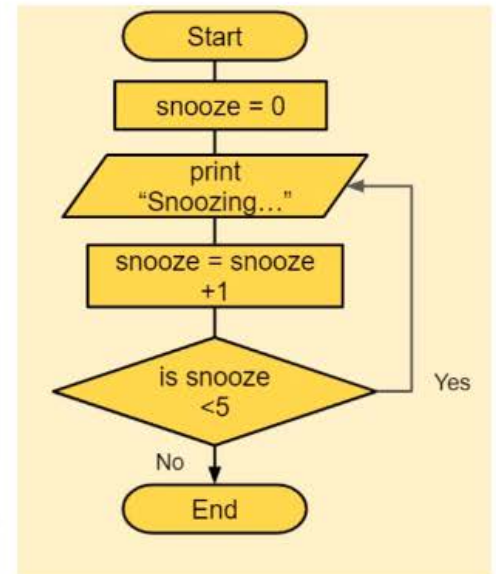 Start
snooze = 0
print
“Snoozing...”
snooze = snooze
+1
is snooze
<5
Yes
No
End